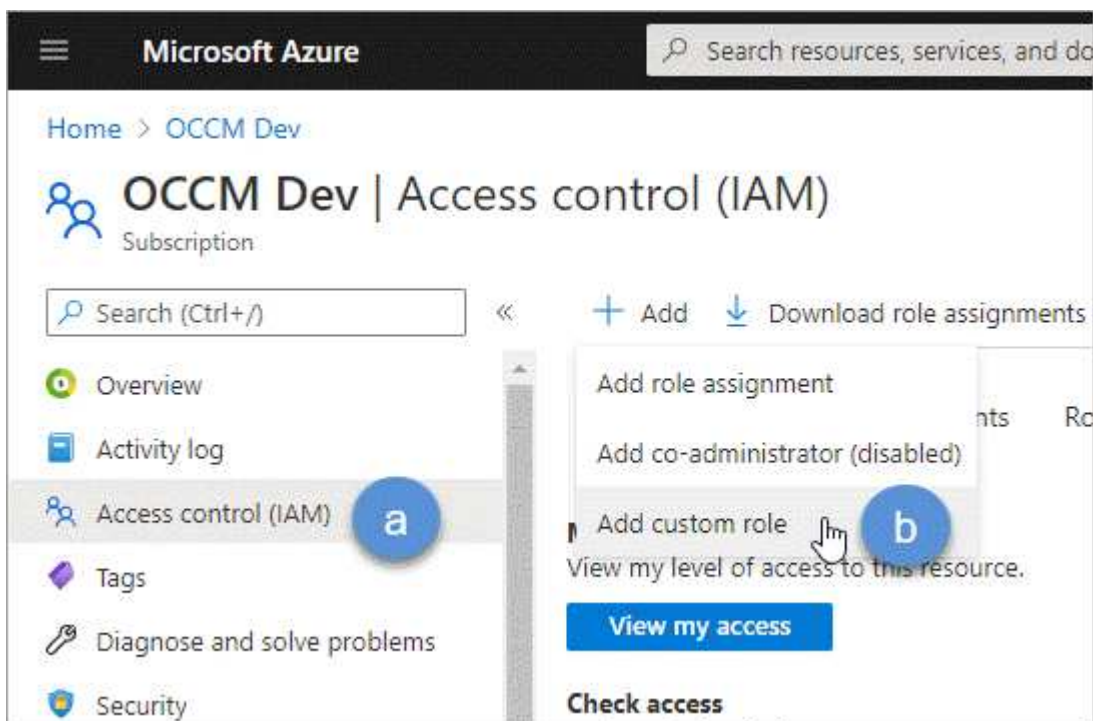 Microsoft Azure
Search resources, services, and do
Home > OCCM Dev
OCCM Dev | Access control (IAM)
Subscription
Search (Ctrl+/)
«
+ Add
Download role assignments
Overview
Activity log
Access control (IAM)
a
Tags
Diagnose and solve problems
Security
Add role assignment
nts
Ro
Add co-administrator (disabled)
Add custom role
b
View my level of access to this resource.
View my access
Check access